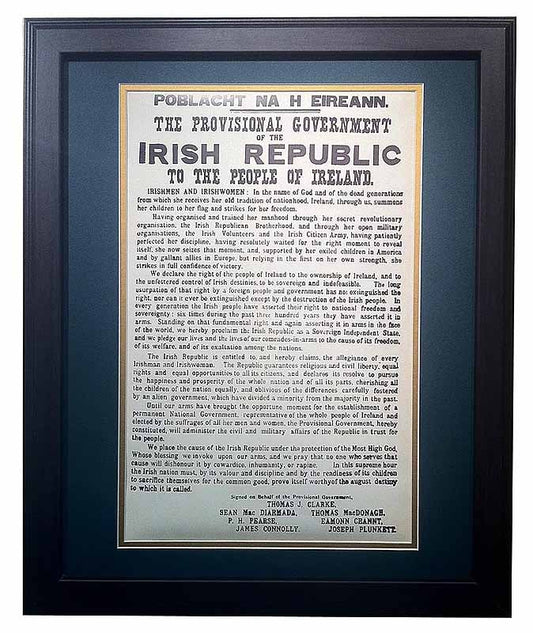 POBLACHT NA H EIREANN.
THE PROVISIONAL GOVERNMENT
OF THE
IRISH REPUBLIC
TO THE PEOPLE OF IRELAND.
IRISHMEN AND IRISHWOMEN: In the name of God and of the dead generations
from which she receives her old tradition of nationhood, Ireland, through us, summons
her children to her flag and strikes for her freedom.
Having organised and trained her manhood through her secret revolutionary
organisation, the Irish Republican Brotherhood, and through her open military
organisations, the Irish Volunteers and the Irish Citizen Army, having patiently
perfected her discipline, having resolutely waited for the right moment to reveal
itself, she now seizes that moment, and, supported by her exiled children in America
and by gallant allies in Europe, but relying in the first on her own strength, she
strikes in full confidence of victory.
We declare the right of the people of Ireland to the ownership of Ireland, and to
the unfettered control of Irish destinies, to be sovereign and indefeasible. The long
usurpation of that right by a foreign people and government has not extinguished the
right, nor can it ever be extinguished except by the destruction of the Irish people. In
every generation the Irish people have asserted their right to national freedom and
sovereignty; six times during the past three hundred years they have asserted it in
arms. Standing on that fundamental right and again asserting it in arms in the face
of the world, we hereby proclaim the Irish Republic as a Sovereign Independent State,
and we pledge our lives and the lives of our comrades-in-arms to the cause of its freedom,
of its welfare, and of its exaltation among the nations.
The Irish Republic is entitled to, and hereby claims, the allegiance of every
Irishman and Irishwoman. The Republic guarantees religious and civil liberty, equal
rights and equal opportunities to all its citizens, and declares its resolve to pursue
the happiness and prosperity of the whole nation and of all its parts, cherishing all
the children of the nation equally, and oblivious of the differences carefully fostered
by an alien government, which have divided a minority from the majority in the past.
Until our arms have brought the opportune moment for the establishment of a
permanent National Government, representative of the whole people of Ireland and
elected by the suffrages of all her men and women, the Provisional Government, hereby
constituted, will administer the civil and military affairs of the Republic in trust for
the people.
We place the cause of the Irish Republic under the protection of the Most High God,
Whose blessing we invoke upon our arms, and we pray that no one who serves that
cause will dishonour it by cowardice, inhumanity, or rapine. In this supreme hour
the Irish nation must, by its valour and discipline and by the readiness of its children
to sacrifice themselves for the common good, prove itself worthy of the august destiny
to which it is called.
Signed on Behalf of the Provisional Government,
THOMAS J. CLARKE,
SEAN Mac DIARMADA, THOMAS MacDONAGH,
P. H. PEARSE, EAMONN CEANNT,
JAMES CONNOLLY, JOSEPH PLUNKETT.